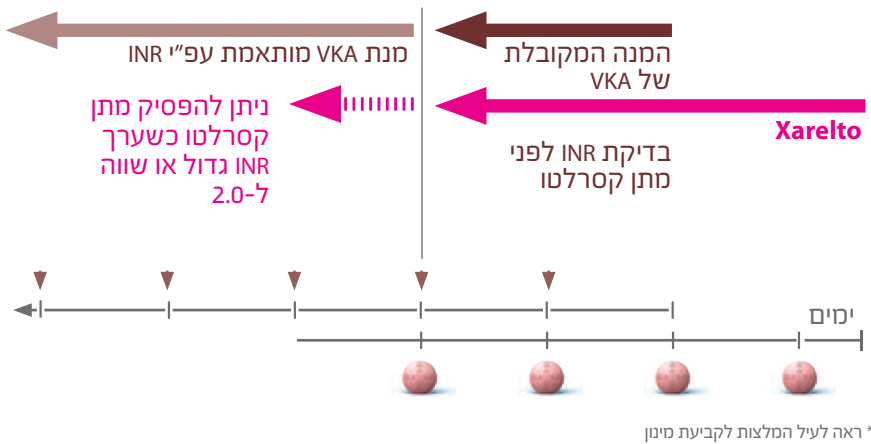 המנה המקובלת
של VKA
מנת VKA מותאמת עפ״י INR
Xarelto
ניתן להפסיק מתן
קסרלטו כשערך
INR גדול או שווה
ל-2.0
בדיקת INR לפני
מתן קסרלטו
ימים
* ראה לעיל המלצות לקביעת מינון